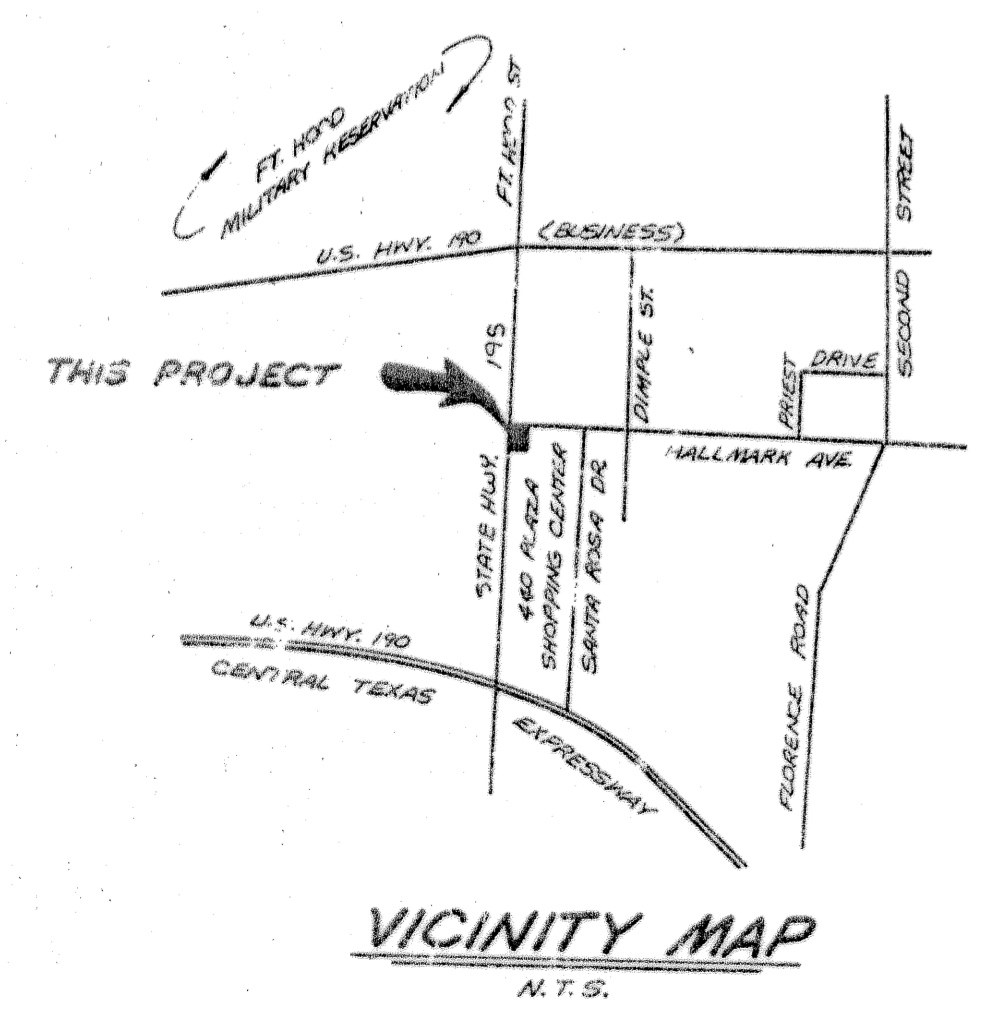 FT. HOOD
MILITARY RESERVATION
FT. HOOD ST
STREET
U.S. HWY. 190
(BUSINESS)
SECOND
195
DIMPLE ST.
THIS PROJECT
PRIEST
DRIVE
HALLMARK AVE.
STATE HWY.
440 PLAZA
SHOPPING CENTER
SANTA ROSA DR
U.S. HWY. 190
CENTRAL TEXAS
EXPRESSWAY
FLORENCE ROAD
VICINITY MAP
N.T.S.